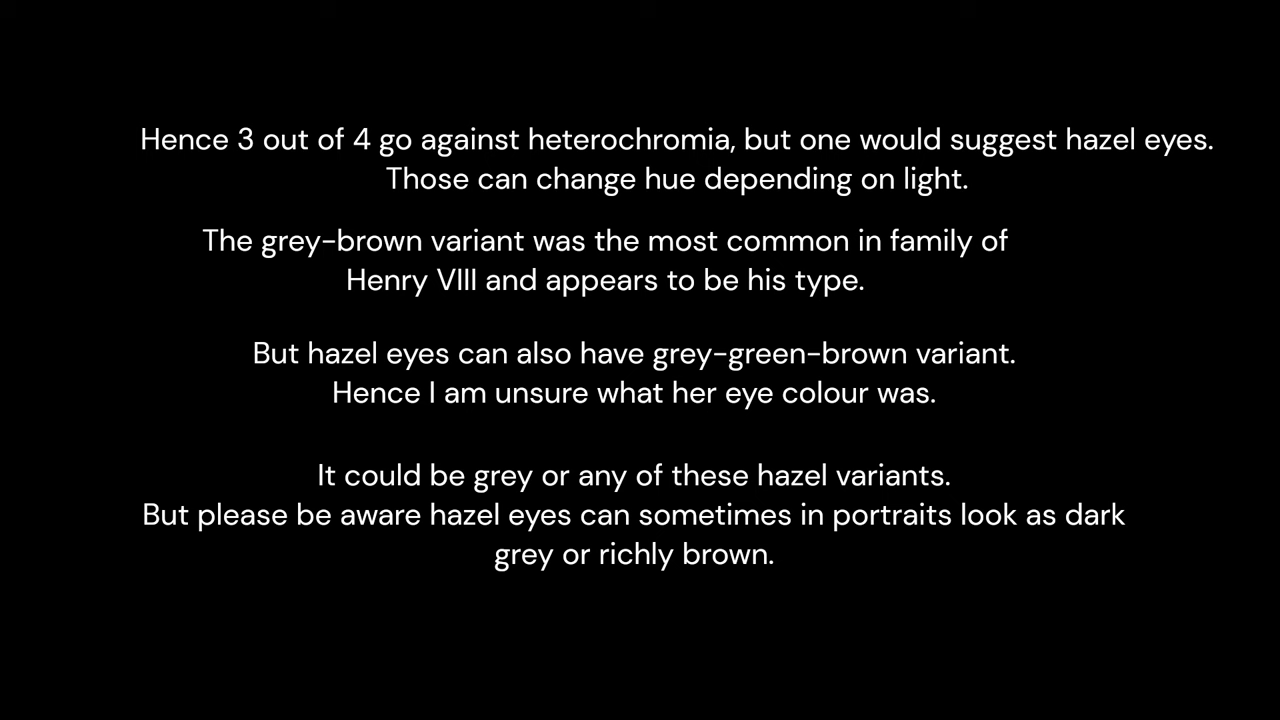 Hence 3 out of 4 go against heterochromia, but one would suggest hazel eyes.
Those can change hue depending on light.
The grey-brown variant was the most common in family of
Henry VIII and appears to be his type.
But hazel eyes can also have grey-green-brown variant.
Hence I am unsure what her eye colour was.
It could be grey or any of these hazel variants.
But please be aware hazel eyes can sometimes in portraits look as dark
grey or richly brown.